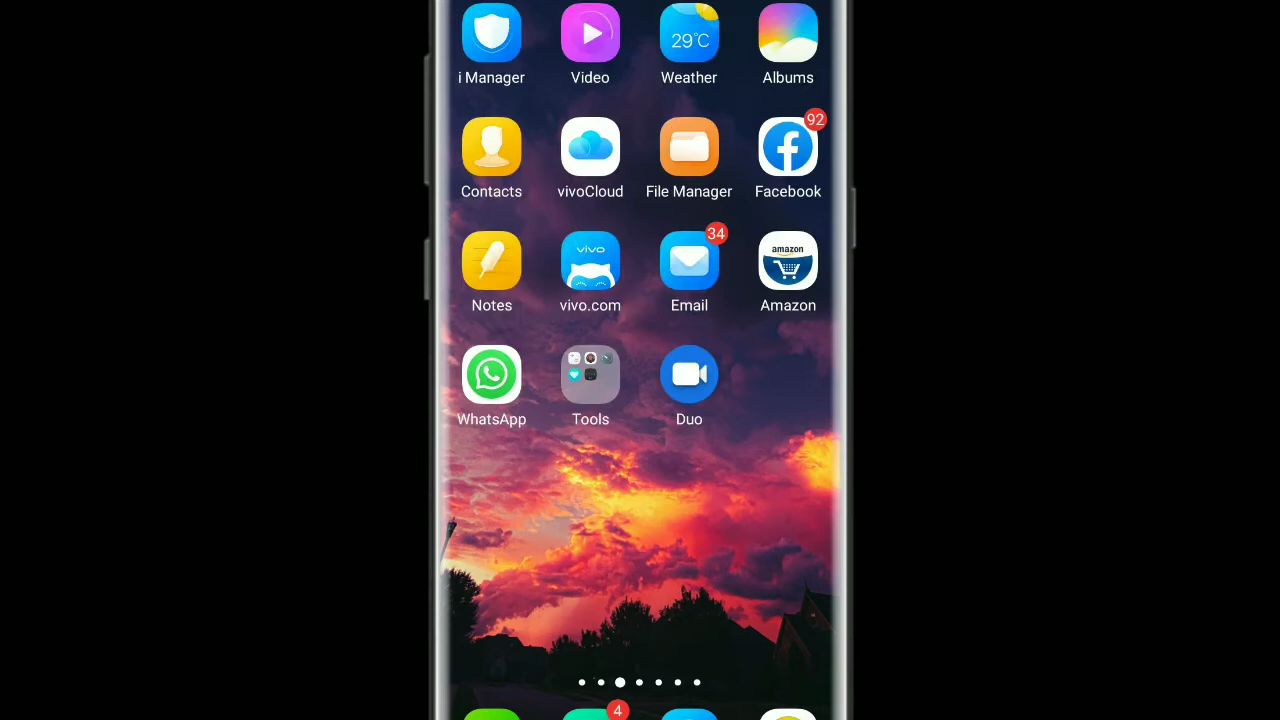 29°C
i Manager
Video
Weather
Albums
92
Contacts
vivoCloud
File Manager
Facebook
vivo
34
amazon
Notes
vivo.com
Email
Amazon
WhatsApp
Tools
Duo
4